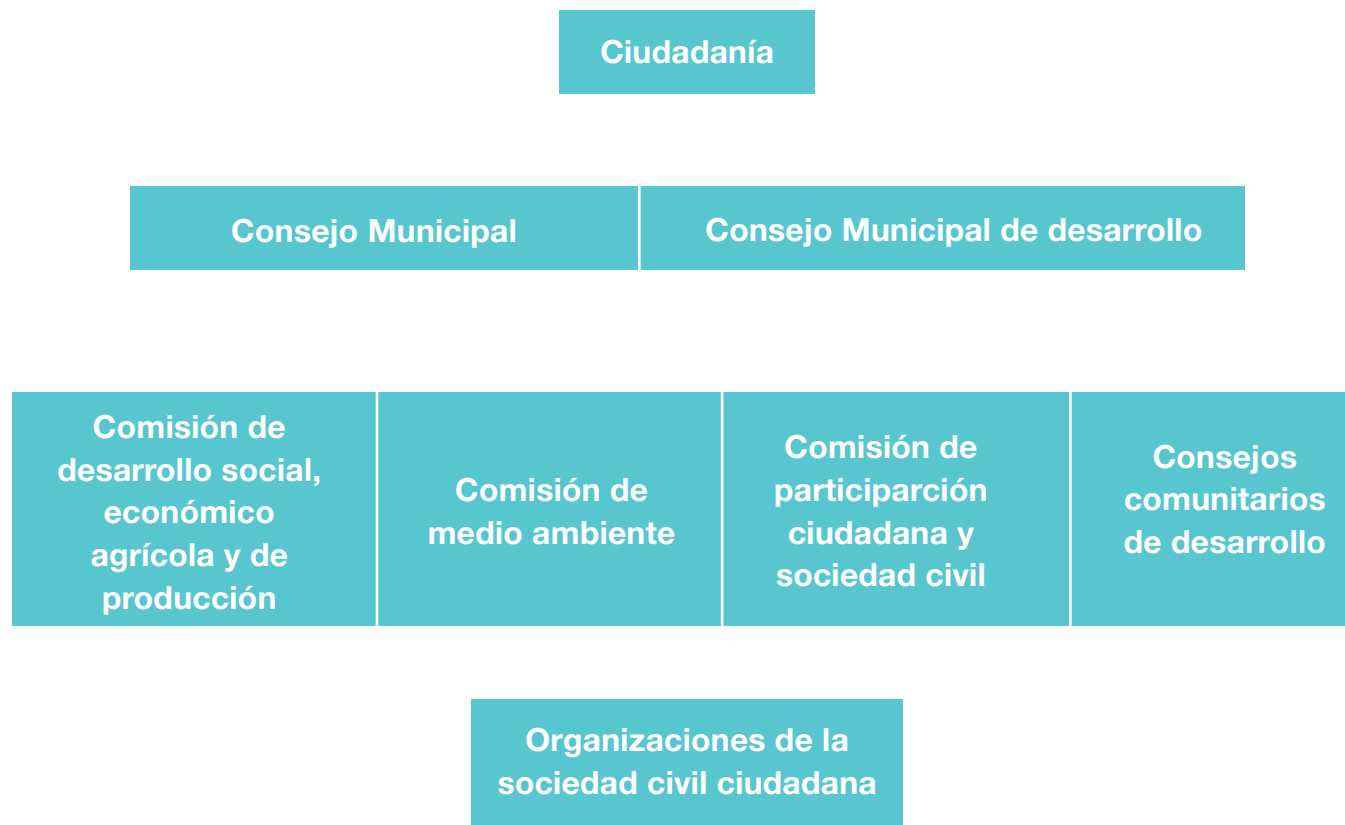 Ciudadanía
Consejo Municipal
Consejo Municipal de desarrollo
Comisión de
desarrollo social,
económico
agrícola y de
producción
Comisión de
medio ambiente
Comisión de
participarción
ciudadana y
sociedad civil
Consejos
comunitarios
de desarrollo
Organizaciones de la
sociedad civil ciudadana